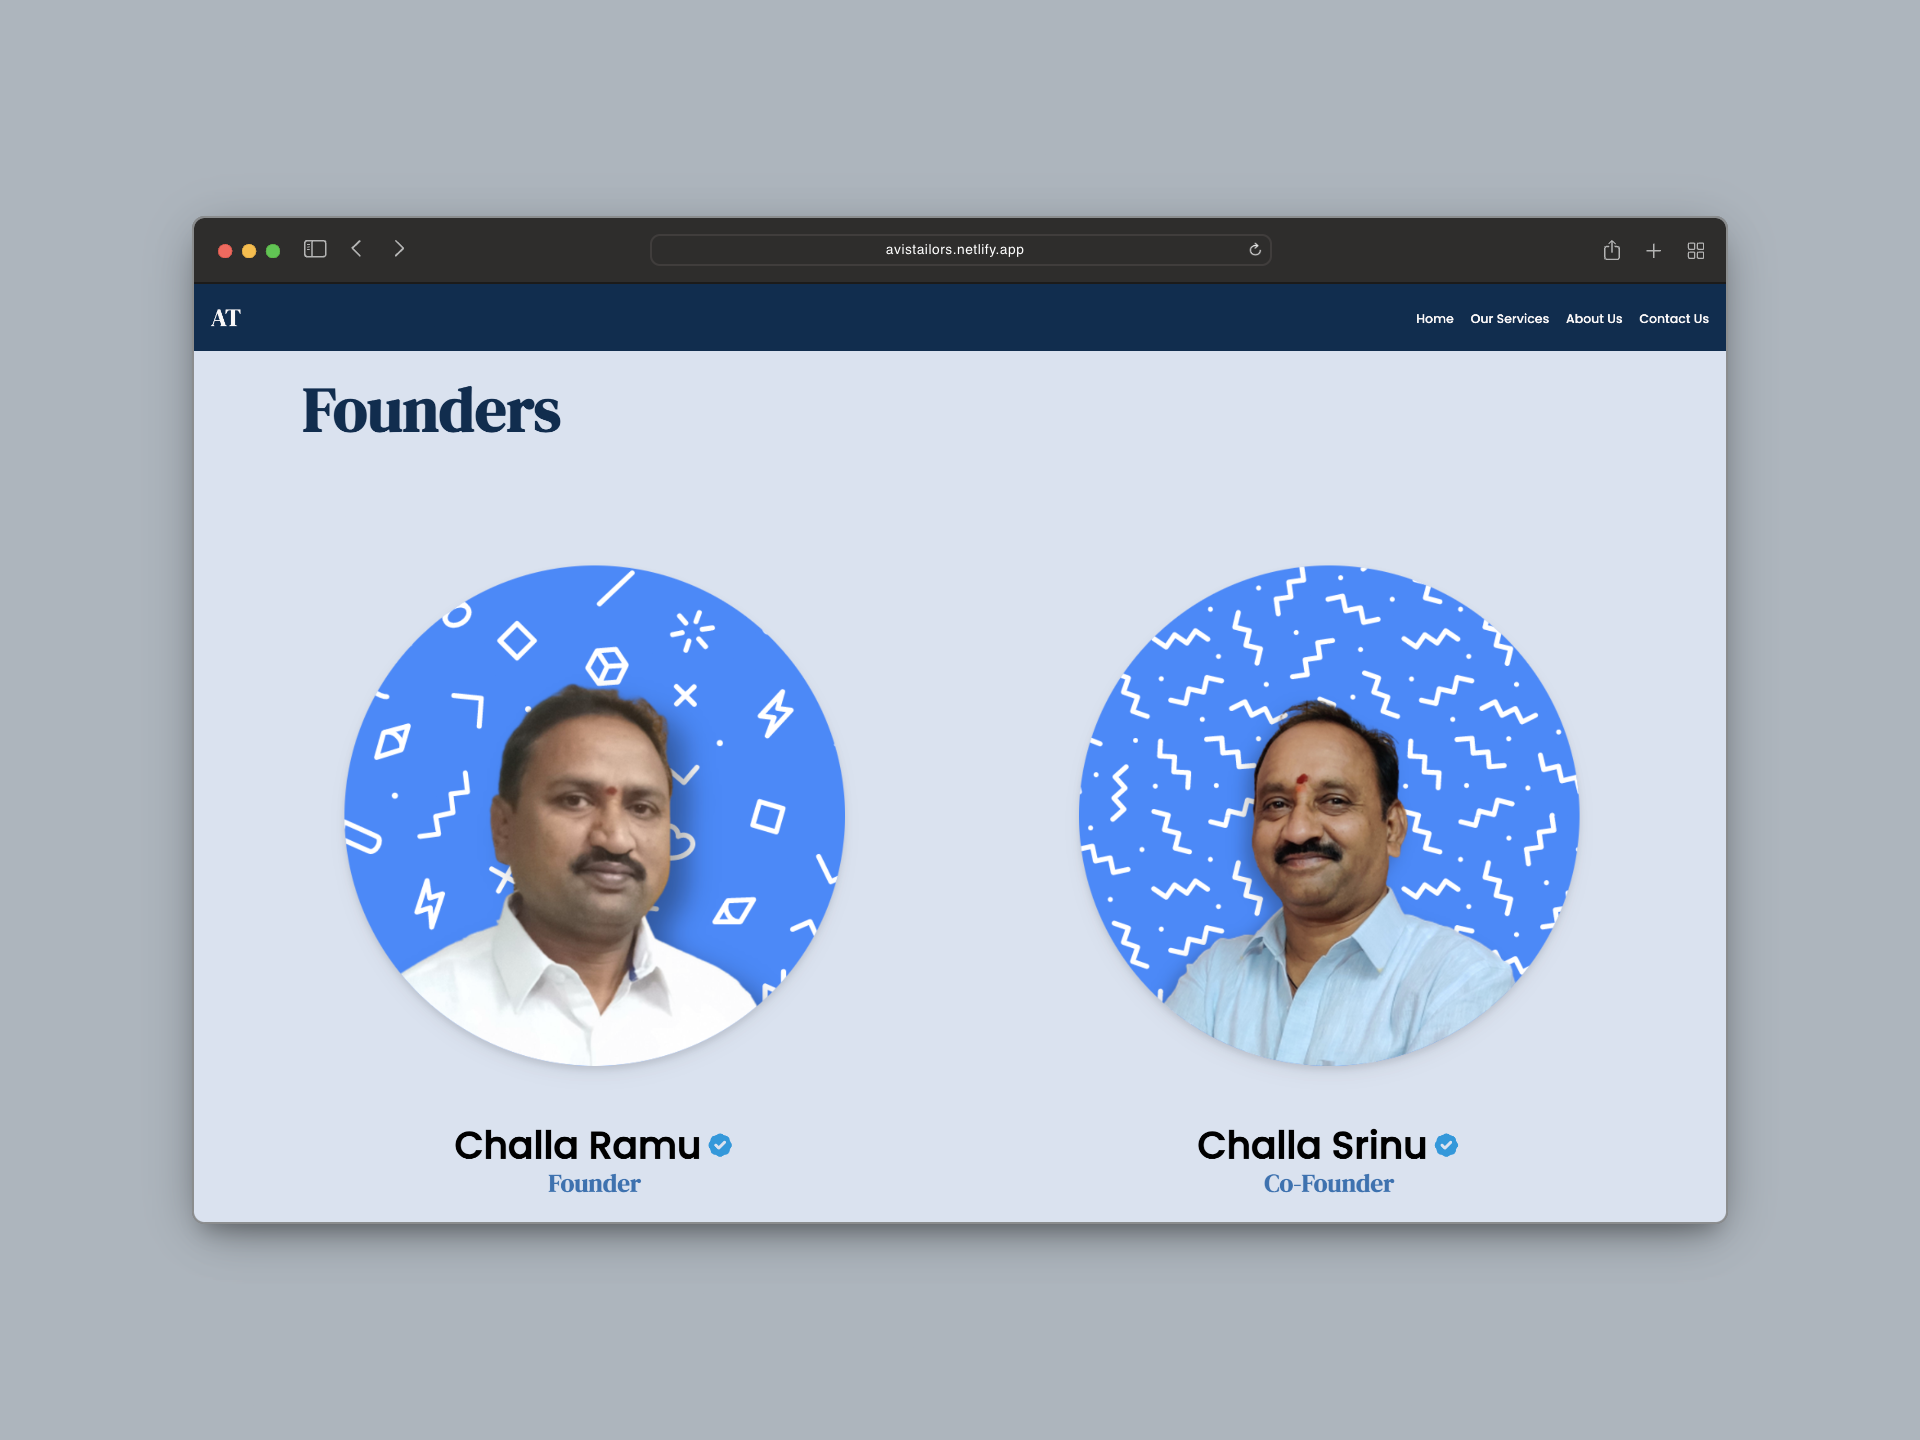 avistailors.netlify.app
AT
Home Our Services About Us Contact Us
Founders
Challa Ramu
Founder
Challa Srinu
Co-Founder